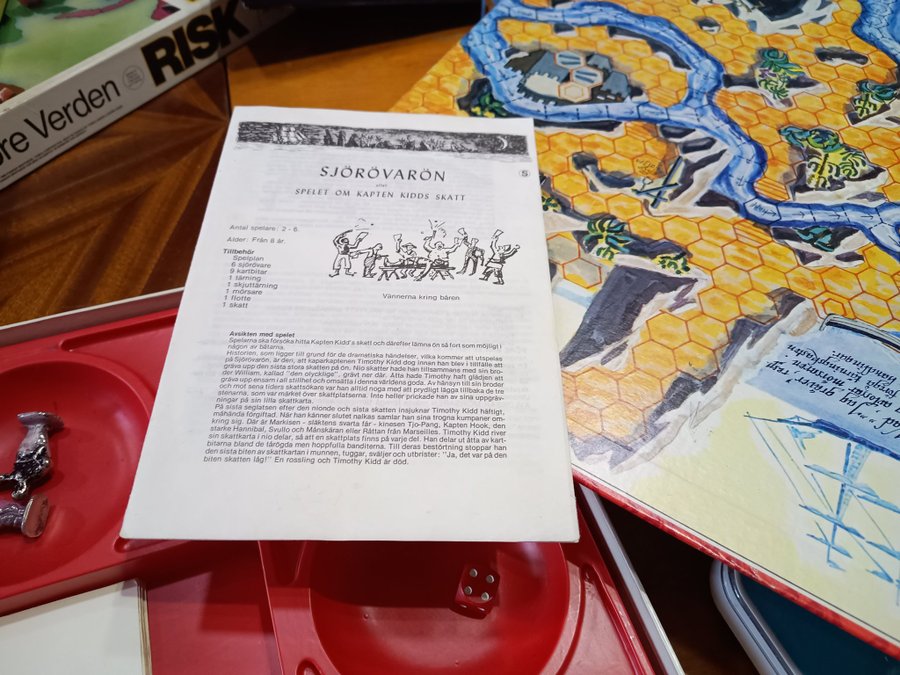 RISK
re Verden
SJÖRÖVARÖN
eller
SPELET OM KAPTEN KIDDS SKATT
S
Antal spelare: 2 - 6
Ålder: Från 8 år.
Tillbehör
Spelplan
6 sjörövare
9 kartbitar
1 tärning
1 skjuttärning
1 mörsare
1 flotte
1 skatt
Vännerna kring båren
Avsikten med spelet
Spelarna ska försöka hitta Kapten Kidd's skatt och därefter lämna ön så fort som möjligt i
någon av båtarna.
Historien, som ligger till grund för de dramatiska händelser, vilka kommer att utspelas
på Sjörövarön, är den, att kaparkaptenen Timothy Kidd dog innan han blev i tillfälle att
gräva upp den sista stora skatten på ön. Nio skatter hade han tillsammans med sin bro-
der William, kallad "den olycklige", grävt ner där. Åtta hade Timothy haft glädjen att
gräva upp ensam i all stillhet och omsätta i denna världens goda. Av hänsyn till sin broder
och mot sena tiders skattsökare var han alltid noga med att prydligt lägga tillbaka de tre
stenarna, som var märket över skattplatserna. Inte heller prickade han av sina uppgräv-
ningar på sin lilla skattkarta.
På sista seglatsen efter den nionde och sista skatten insjuknar Timothy Kidd häftigt,
måhända förgiftad. När han känner slutet nalkas samlar han sina trogna kumpaner om-
kring sig. Där är Markisen - släktens svarta får - kinesen Tjo-Pang, Kapten Hook, den
starke Hannibal, Svullo och Månskäran eller Råttan från Marseilles. Timothy Kidd river
sin skattkarta i nio delar, så att en skattplats finns på varje del. Han delar ut åtta av kart-
bitarna bland de tårögda men hoppfulla banditerna. Till deras bestörtning stoppar han
den sista biten av skattkartan i munnen, tuggar, sväljer och utbrister: "Ja, det var på den
biten skatten låg!" En rossling och Timothy Kidd är död.